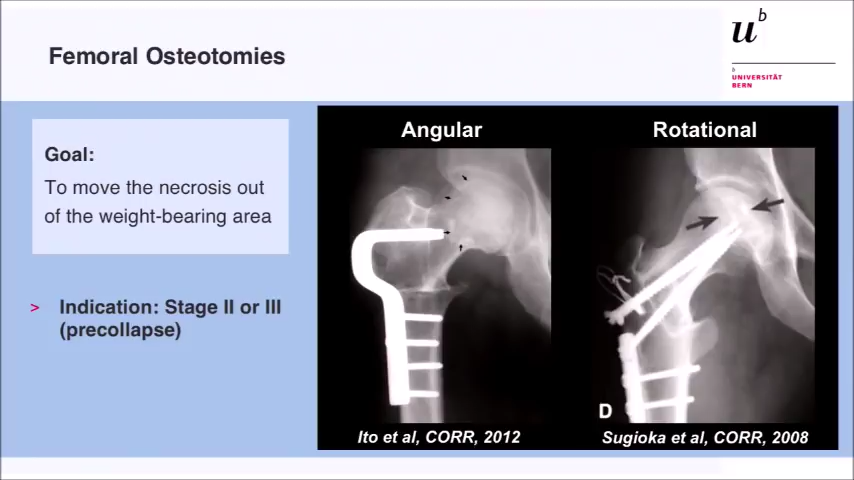 Femoral Osteotomies
u b
b
UNIVERSITÄT
BERN
Goal:
To move the necrosis out
of the weight-bearing area
> Indication: Stage II or III
(precollapse)
Angular
Rotational
D
Ito et al, CORR, 2012
Sugioka et al, CORR, 2008